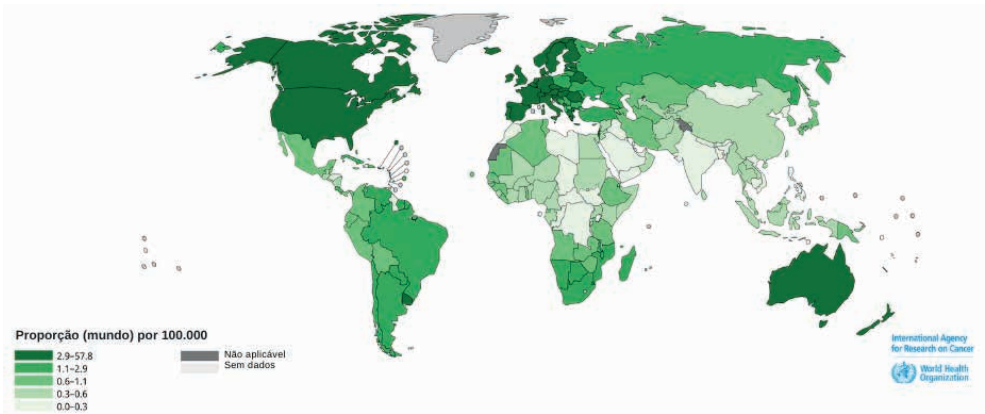 Proporção (mundo) por 100.000
2.9–57.8
1.1–2.9
0.6–1.1
0.3–0.6
0.0–0.3
Não aplicável
Sem dados
International Agency
for Research on Cancer
World Health
Organization